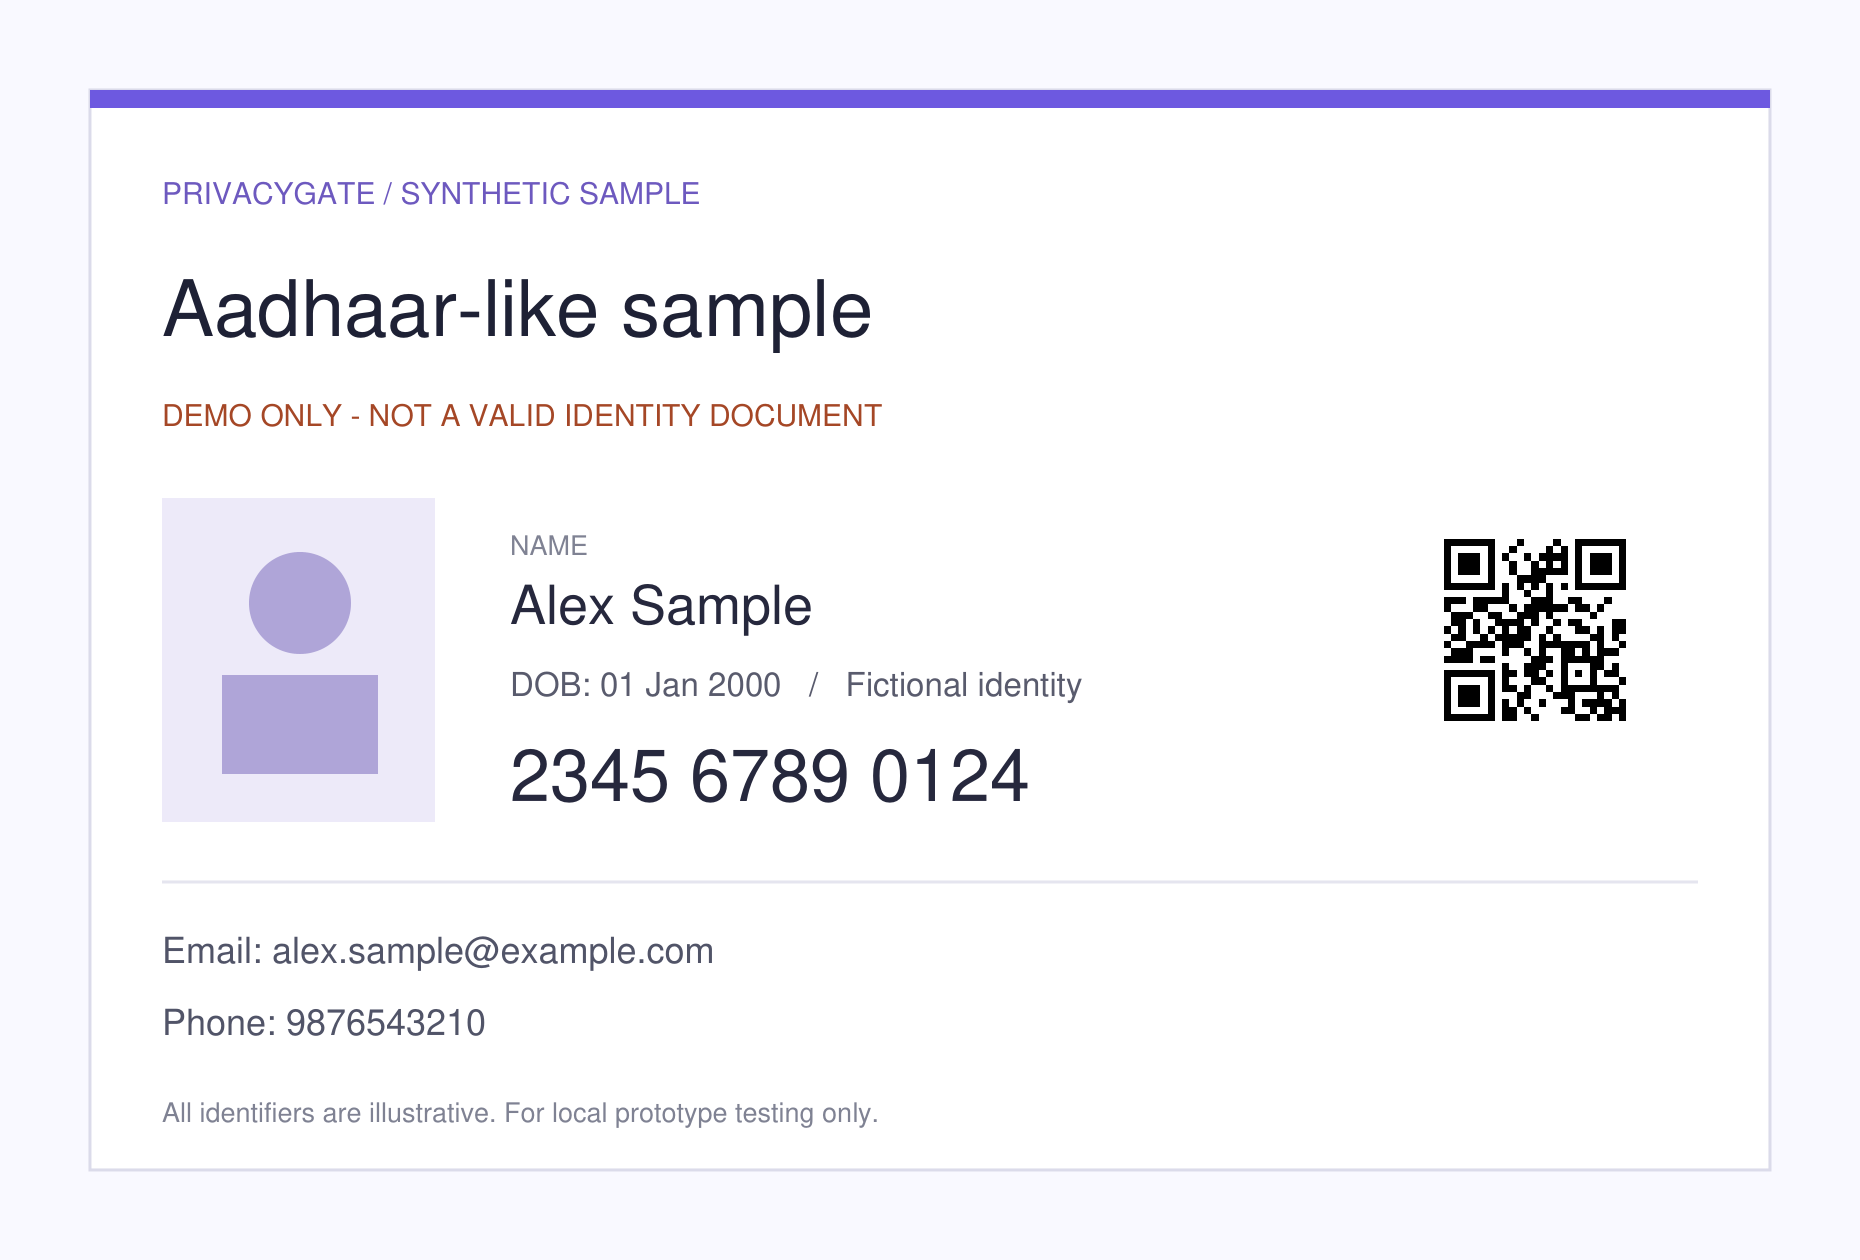 PRIVACYGATE / SYNTHETIC SAMPLE
Aadhaar-like sample
DEMO ONLY - NOT A VALID IDENTITY DOCUMENT
NAME
Alex Sample
DOB: 01 Jan 2000 / Fictional identity
2345 6789 0124
Email: alex.sample@example.com
Phone: 9876543210
All identifiers are illustrative. For local prototype testing only.